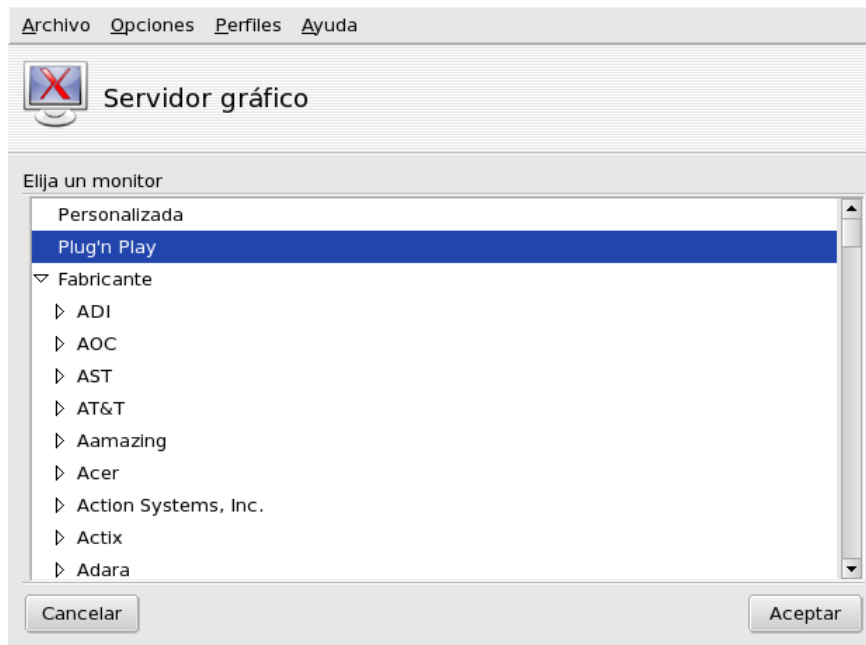 Archivo Opciones Perfiles Ayuda
Servidor gráfico
Elija un monitor
Personalizada
Plug'n Play
Fabricante
ADI
AOC
AST
AT&T
Aamazing
Acer
Action Systems, Inc.
Actix
Adara
Cancelar Aceptar